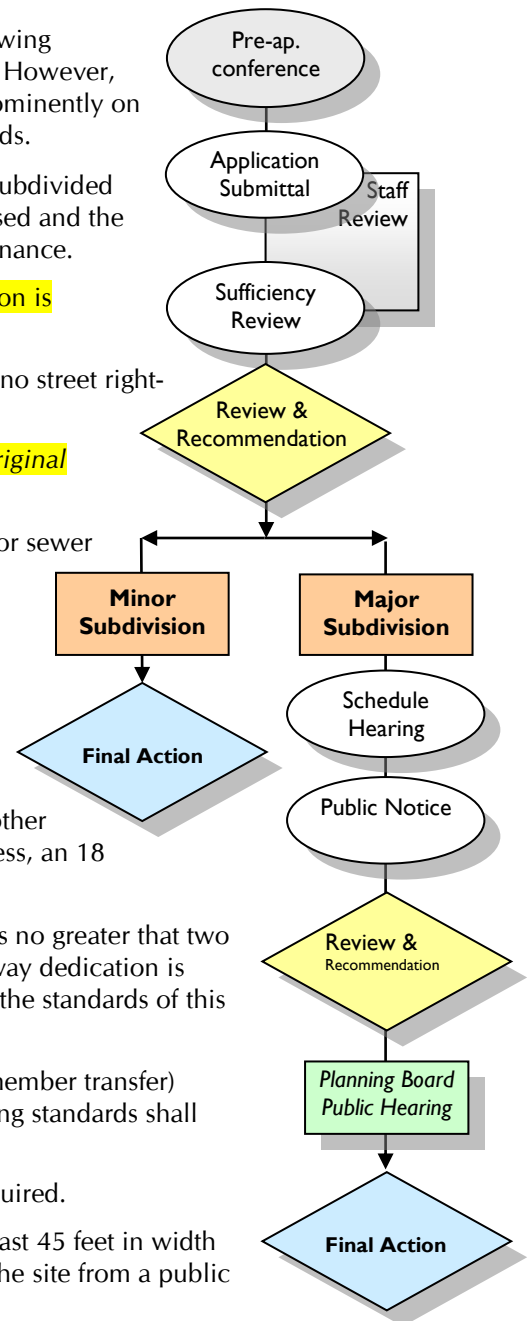 wing
However,
ominently on
ds.
subdivided
sed and the
nance.
on is
no street right-
riginal
or sewer
other
ess, an 18
s no greater that two
way dedication is
the standards of this
member transfer)
ng standards shall
uired.
ast 45 feet in width
he site from a public
Pre-ap.
conference
Application
Submittal
Staff
Review
Sufficiency
Review
Review &
Recommendation
Minor
Subdivision
Major
Subdivision
Final Action
Schedule
Hearing
Public Notice
Review &
Recommendation
Planning Board
Public Hearing
Final Action